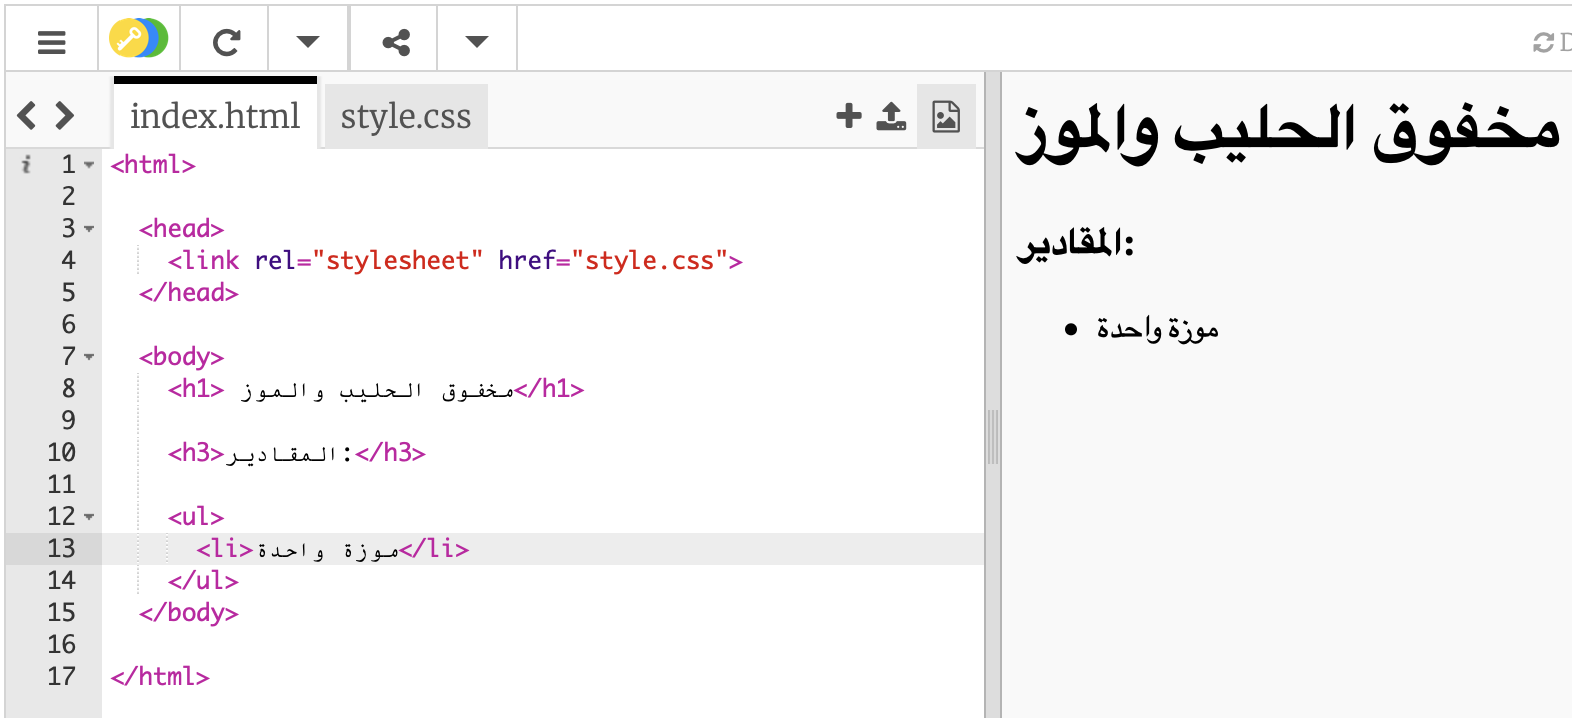 index.html style.css
1 <html>
2
3 <head>
4 <link rel="stylesheet" href="style.css">
5 </head>
6
7 <body>
8 <h1> مخفوق الحليب والموز</h1>
9
10 <h3>المقادير:</h3>
11
12 <ul>
13 <li>موزة واحدة</li>
14 </ul>
15 </body>
16
17 </html>
مخفوق الحليب والموز
المقادير:
• موزة واحدة